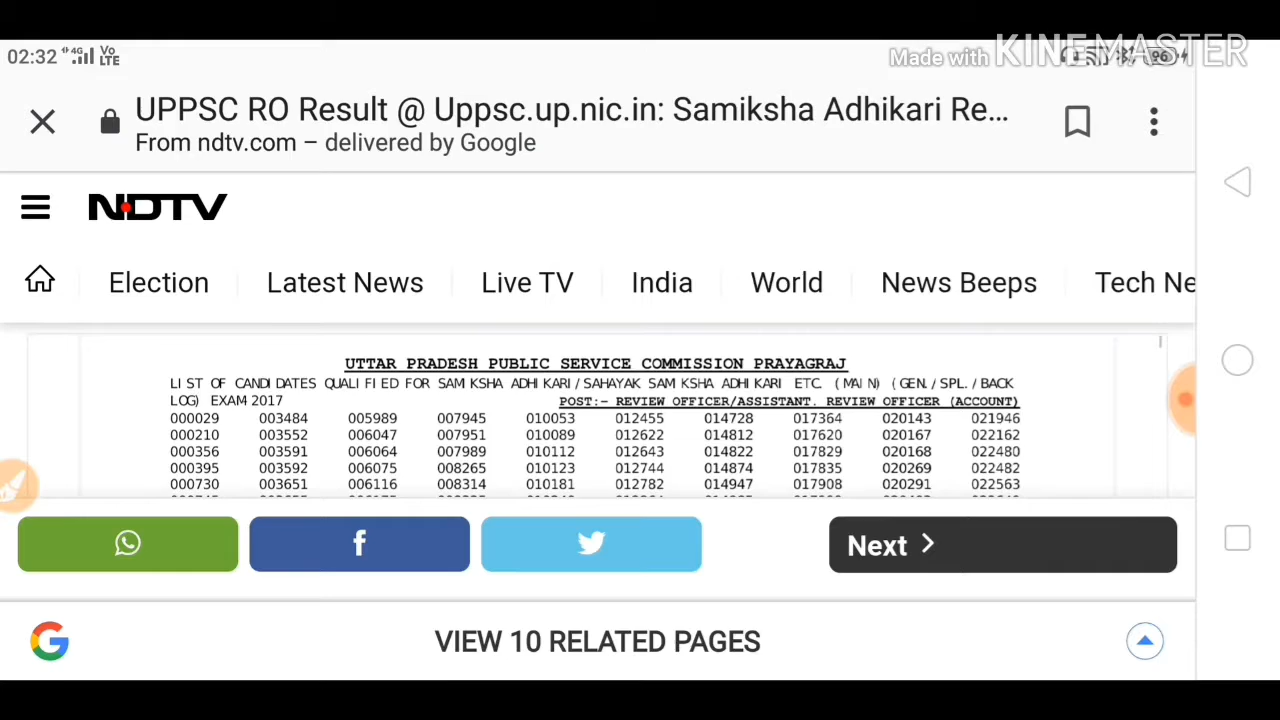 02:32 4G Vo LTE
Made with KINEMASTER
96
UPPSC RO Result @ Uppsc.up.nic.in: Samiksha Adhikari Re...
From ndtv.com – delivered by Google
NDTV
Election Latest News Live TV India World News Beeps Tech Ne
UTTAR PRADESH PUBLIC SERVICE COMMISSION PRAYAGRAJ
LIST OF CANDIDATES QUALIFIED FOR SAMIKSHA ADHIKARI/SAHAYAK SAMIKSHA ADHIKARI ETC. (MAIN) (GEN./SPL./BACK
LOG) EXAM 2017 POST:- REVIEW OFFICER/ASSISTANT. REVIEW OFFICER (ACCOUNT)
000029 003484 005989 007945 010053 012455 014728 017364 020143 021946
000210 003552 006047 007951 010089 012622 014812 017620 020167 022162
000356 003591 006064 007989 010112 012643 014822 017829 020168 022480
000395 003592 006075 008265 010123 012744 014874 017835 020269 022482
000730 003651 006116 008314 010181 012782 014947 017908 020291 022563
f
Next >
G VIEW 10 RELATED PAGES